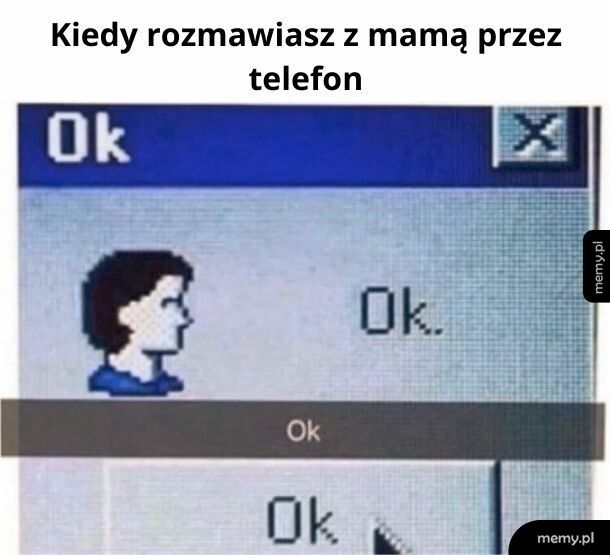 Kiedy rozmawiasz z mamą przez
telefon
Ok
X
memy.pl
Ok.
Ok
Ok
memy.pl